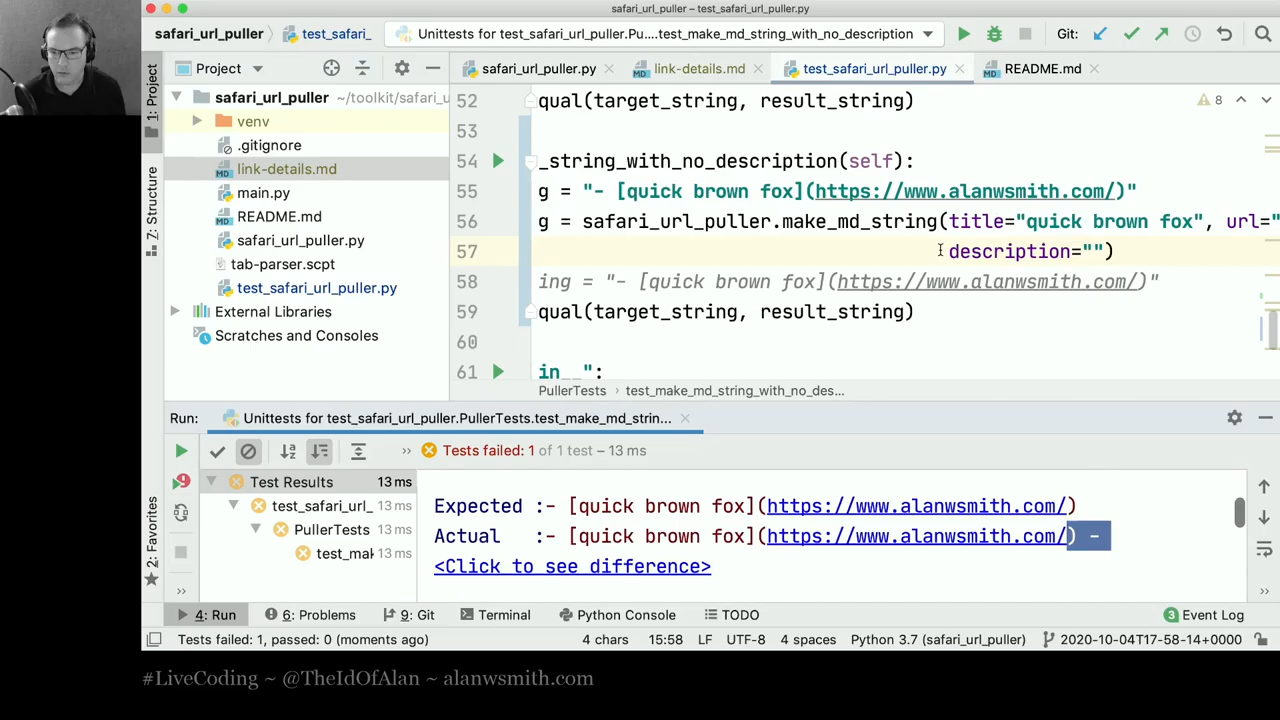 safari_url_puller – test_safari_url_puller.py
safari_url_puller
test_safari_
Unittests for test_safari_url_puller.Pu....test_make_md_string_with_no_description
Git:
Project
safari_url_puller.py
link-details.md
test_safari_url_puller.py
README.md
1: Project
Z: Structure
2: Favorites
safari_url_puller ~/toolkit/safari_u
venv
.gitignore
link-details.md
main.py
README.md
safari_url_puller.py
tab-parser.scpt
test_safari_url_puller.py
External Libraries
Scratches and Consoles
8
52 qual(target_string, result_string)
53
54 _string_with_no_description(self):
55 g = "- [quick brown fox](https://www.alanwsmith.com/)"
56 g = safari_url_puller.make_md_string(title="quick brown fox", url="
57 description="")
58 ing = "- [quick brown fox](https://www.alanwsmith.com/)"
59 qual(target_string, result_string)
60
61 in__":
PullerTests › test_make_md_string_with_no_des...
Run: Unittests for test_safari_url_puller.PullerTests.test_make_md_strin...
Tests failed: 1 of 1 test – 13 ms
Test Results 13 ms
test_safari_url_ 13 ms
PullerTests 13 ms
test_mak 13 ms
Expected :- [quick brown fox](https://www.alanwsmith.com/)
Actual :- [quick brown fox](https://www.alanwsmith.com/) -
<Click to see difference>
4: Run 6: Problems 9: Git Terminal Python Console TODO 3 Event Log
Tests failed: 1, passed: 0 (moments ago) 4 chars 15:58 LF UTF-8 4 spaces Python 3.7 (safari_url_puller) 2020-10-04T17-58-14+0000
#LiveCoding ~ @TheIdOfAlan ~ alanwsmith.com